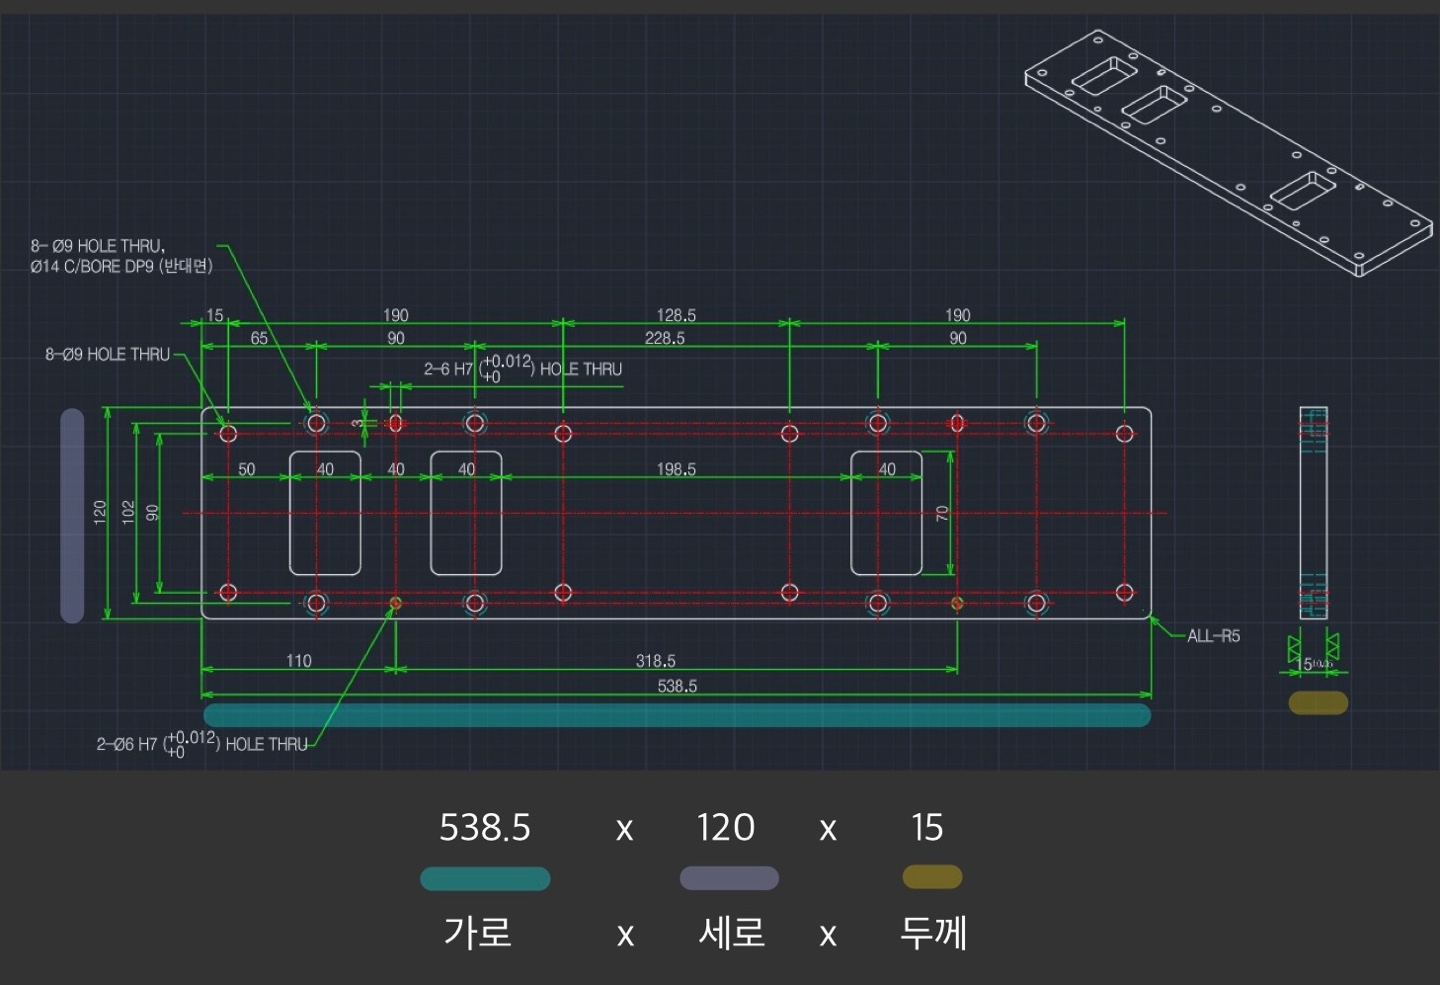 8- Ø9 HOLE THRU,
Ø14 C/BORE DP9 (반대면)
15 190 128.5 190
65 90 228.5 90
8-Ø9 HOLE THRU
2-6 H7 (+0.012 +0) HOLE THRU
3
50 40 40 40 198.5 40
120 102 90 70
ALL-R5
110 318.5
15
538.5
2-Ø6 H7 (+0.012 +0) HOLE THRU
538.5 x 120 x 15
가로 x 세로 x 두께